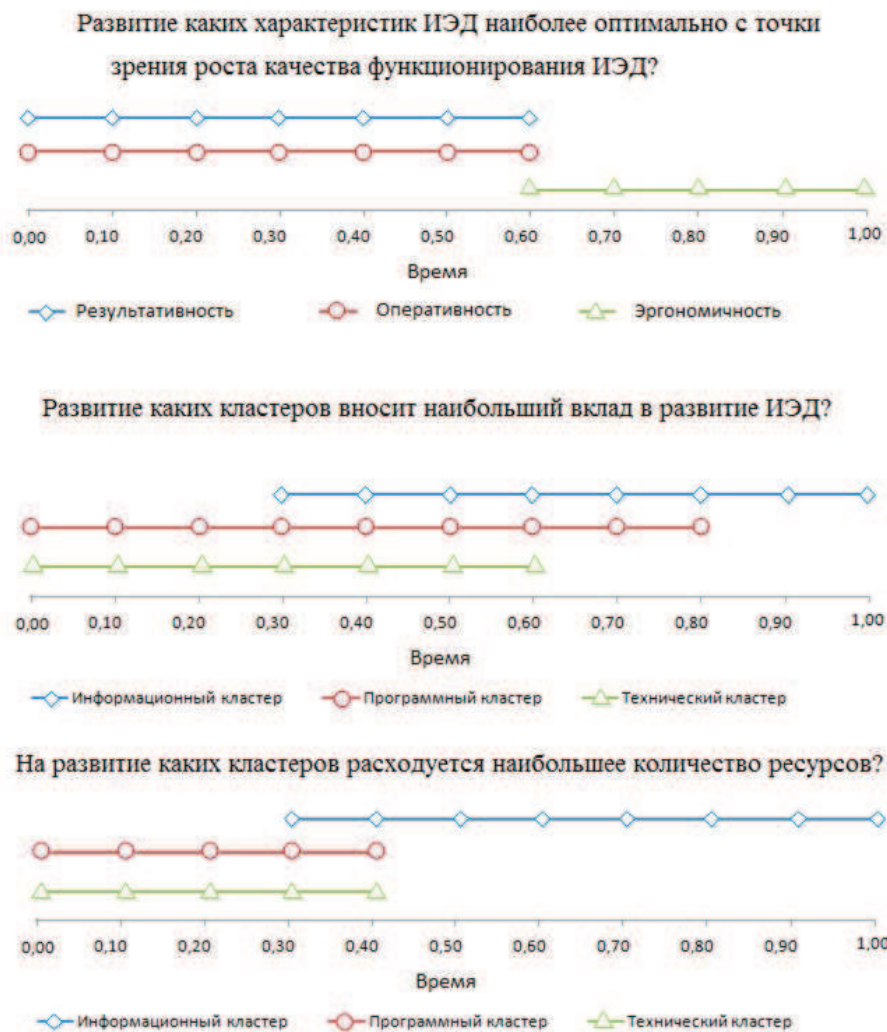 Развитие каких характеристик ИЭД наиболее оптимально с точки
зрения роста качества функционирования ИЭД?
0,00 0,10 0,20 0,30 0,40 0,50 0,60 0,70 0,80 0,90 1,00
Время
Результативность Оперативность Эргономичность
Развитие каких кластеров вносит наибольший вклад в развитие ИЭД?
0,00 0,10 0,20 0,30 0,40 0,50 0,60 0,70 0,80 0,90 1,00
Время
Информационный кластер Программный кластер Технический кластер
На развитие каких кластеров расходуется наибольшее количество ресурсов?
0,00 0,10 0,20 0,30 0,40 0,50 0,60 0,70 0,80 0,90 1,00
Время
Информационный кластер Программный кластер Технический кластер